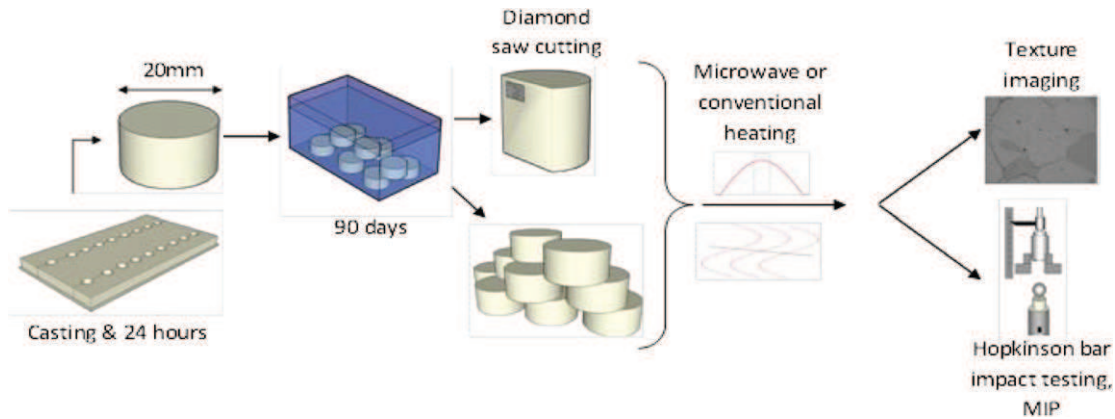 20mm
Casting & 24 hours
90 days
Diamond
saw cutting
Microwave or
conventional
heating
Texture
imaging
Hopkinson bar
impact testing,
MIP